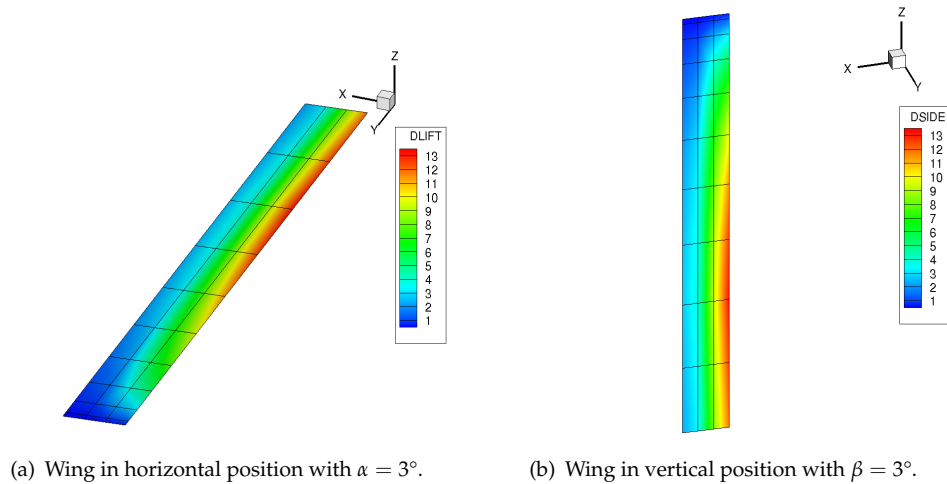 Z
X
Y
DLIFT
13
12
11
10
9
8
7
6
5
4
3
2
1
Z
X
Y
DSIDE
13
12
11
10
9
8
7
6
5
4
3
2
1
(a) Wing in horizontal position with α = 3°.
(b) Wing in vertical position with β = 3°.